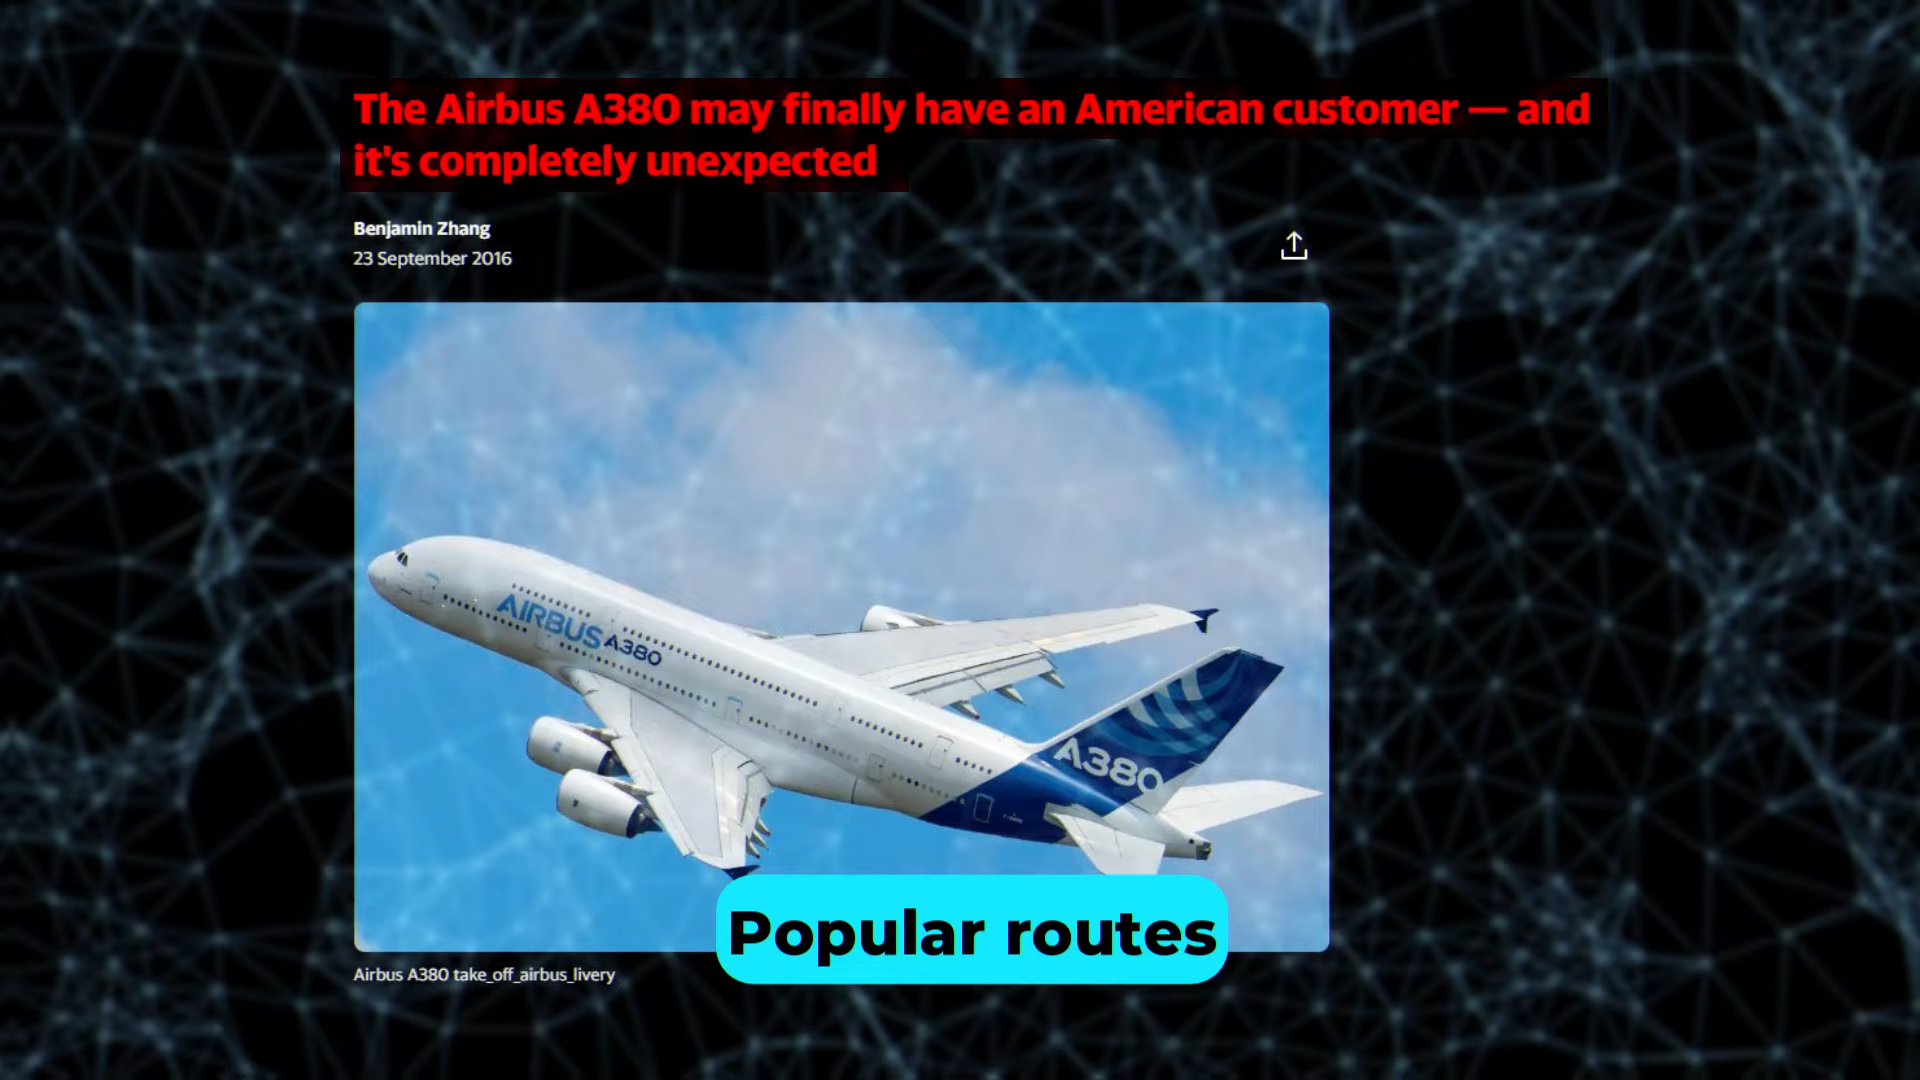 The Airbus A380 may finally have an American customer — and
it's completely unexpected
Benjamin Zhang
23 September 2016
AIRBUS A380
A380
Popular routes
Airbus A380 take_off_airbus_livery